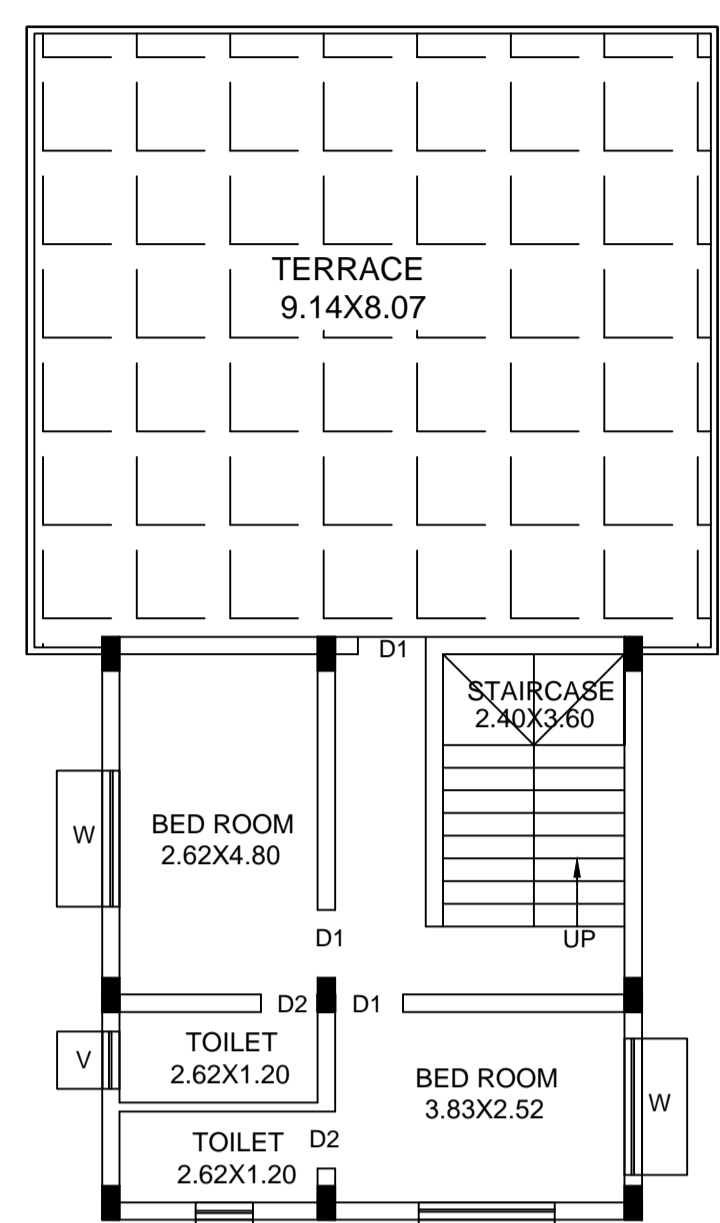 TERRACE
9.14X8.07
D1
STAIRCASE
2.40X3.60
W
BED ROOM
2.62X4.80
D1
UP
D2
D1
V
TOILET
2.62X1.20
BED ROOM
3.83X2.52
W
TOILET
2.62X1.20
D2